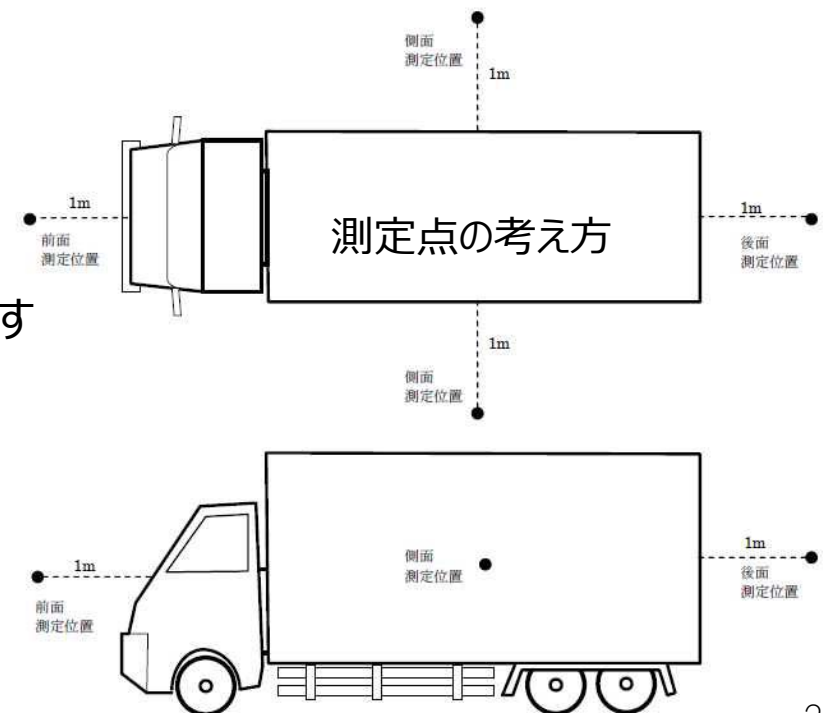 側面
測定位置
1m
1m
前面
測定位置
測定点の考え方
1m
後面
測定位置
す
1m
側面
測定位置
1m
前面
測定位置
側面
測定位置
1m
後面
測定位置